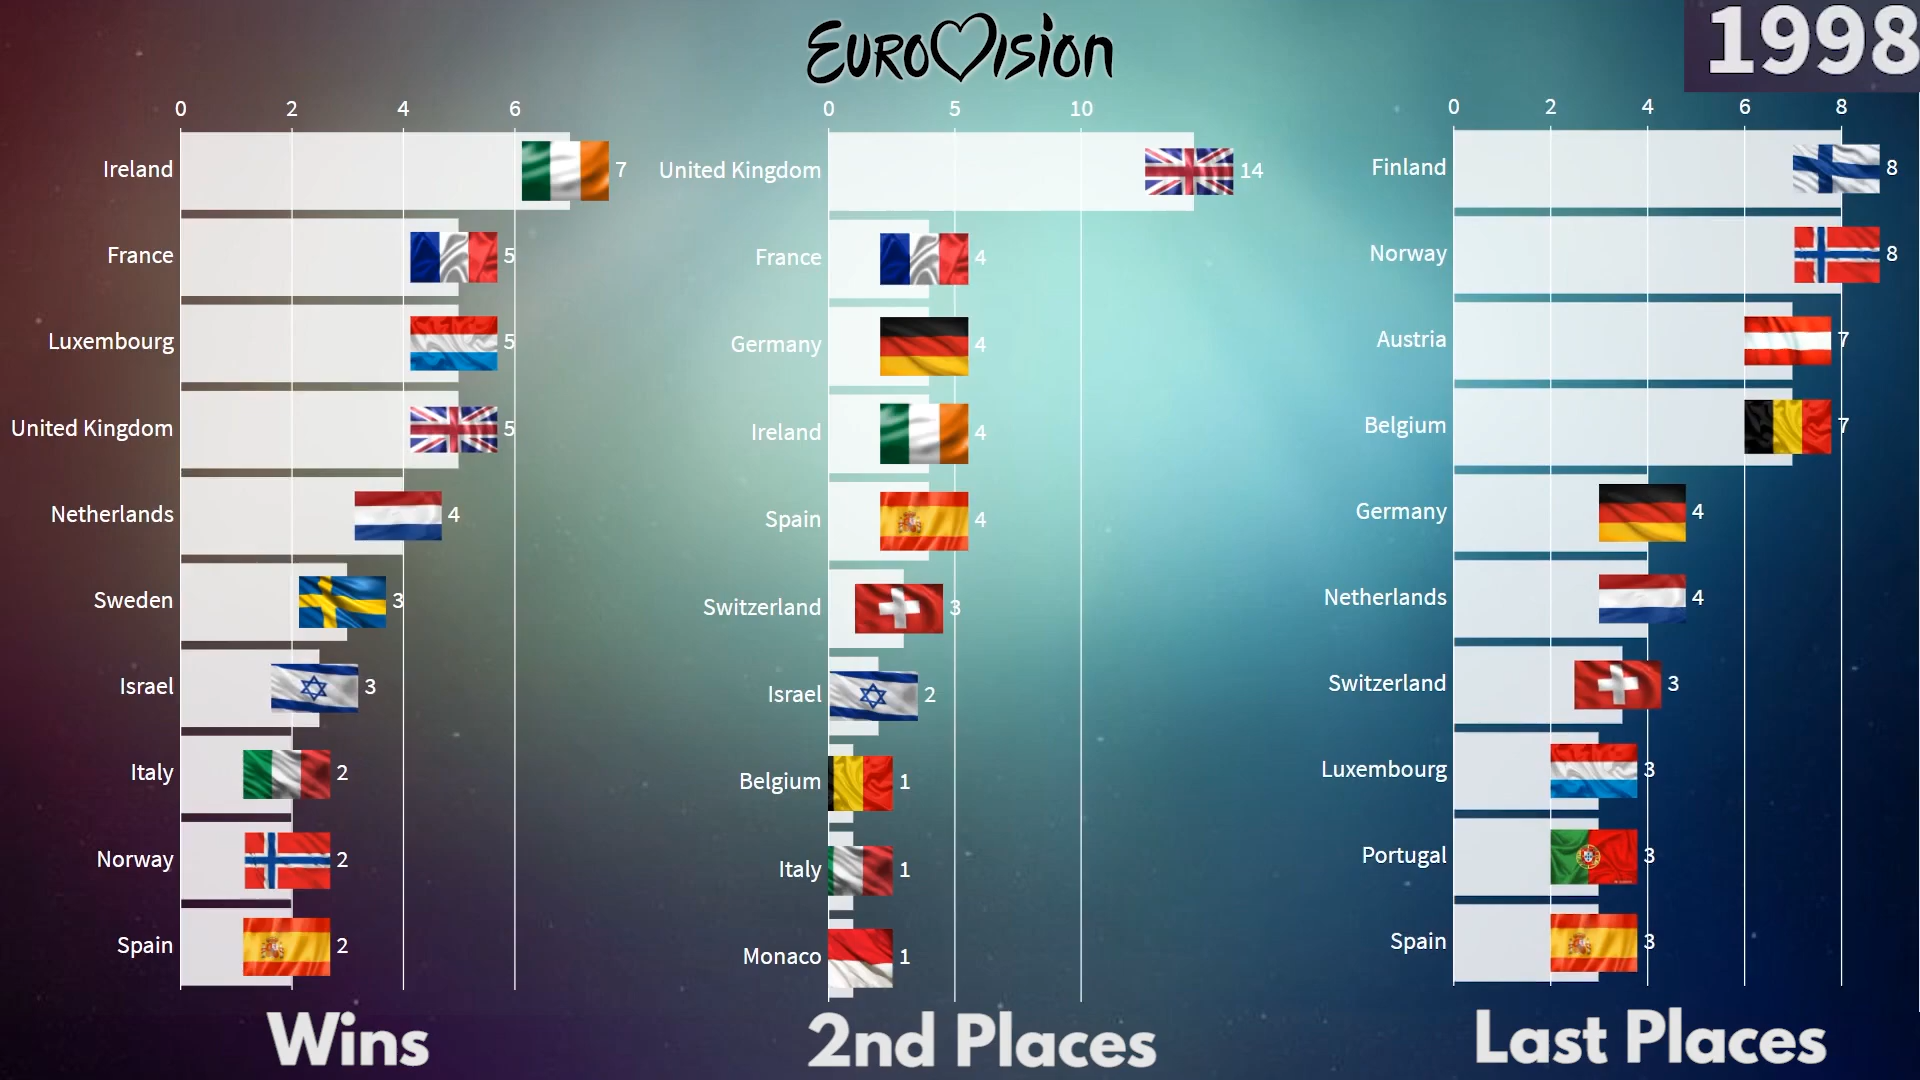 EUROVISION
1998
0 2 4 6
Ireland 7
France 5
Luxembourg 5
United Kingdom 5
Netherlands 4
Sweden 3
Israel 3
Italy 2
Norway 2
Spain 2
Wins
0 5 10
United Kingdom 14
France 4
Germany 4
Ireland 4
Spain 4
Switzerland 3
Israel 2
Belgium 1
Italy 1
Monaco 1
2nd Places
0 2 4 6 8
Finland 8
Norway 8
Austria 7
Belgium 7
Germany 4
Netherlands 4
Switzerland 3
Luxembourg 3
Portugal 3
Spain 3
Last Places